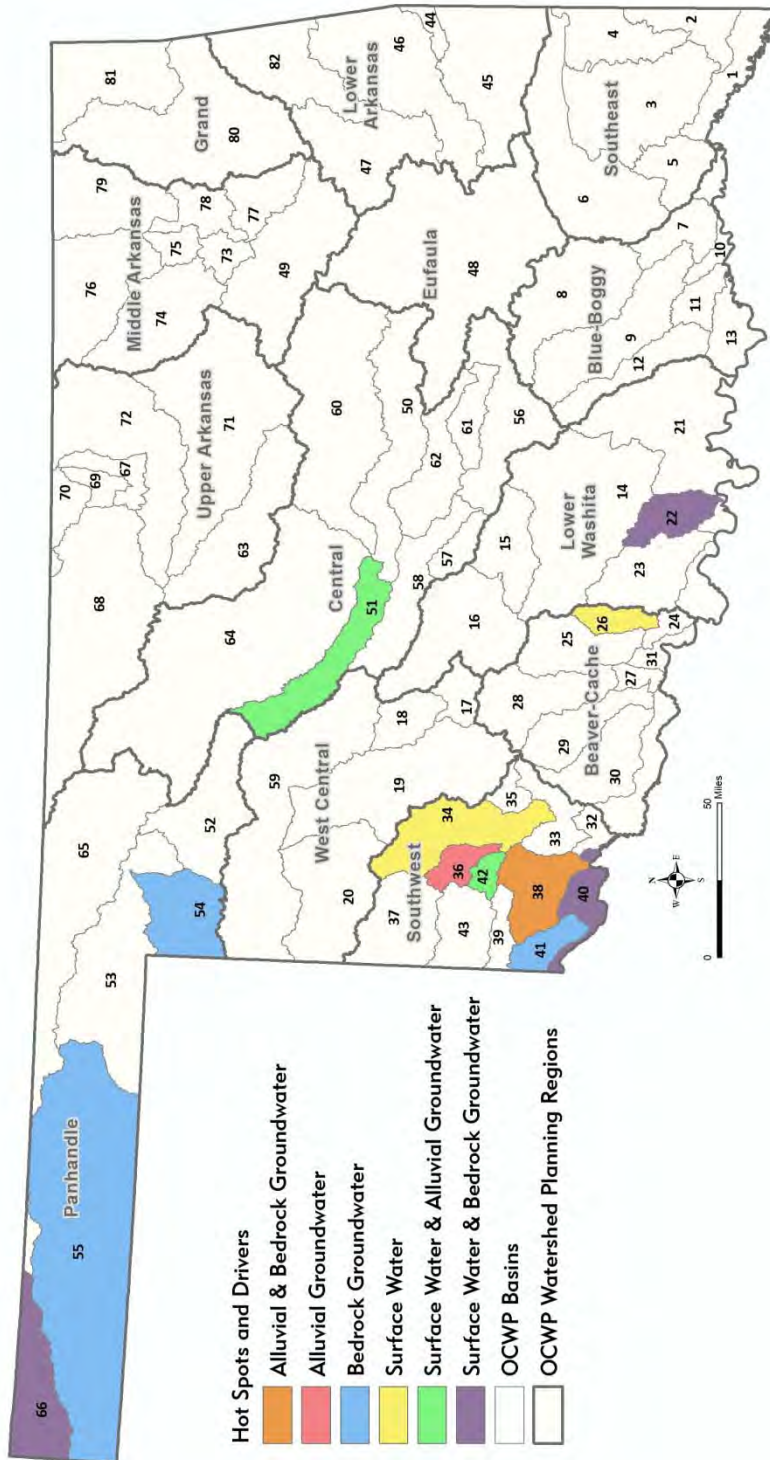 Hot Spots and Drivers
Alluvial & Bedrock Groundwater
Alluvial Groundwater
Bedrock Groundwater
Surface Water
Surface Water & Alluvial Groundwater
Surface Water & Bedrock Groundwater
OCWP Basins
OCWP Watershed Planning Regions
Panhandle
66
55
53
65
54
52
Central
64
51
60
50
62
61
56
57
58
Upper Arkansas
68
70
69
67
72
71
63
Middle Arkansas
76
79
74
75
78
73
77
49
Grand
81
80
Lower
Arkansas
82
46
44
47
45
Eufaula
48
Southeast
4
2
3
6
5
1
Blue-Boggy
8
9
12
7
10
11
13
Lower
Washita
15
14
16
21
22
23
Beaver-Cache
26
25
24
31
27
28
29
30
West Central
59
18
17
19
20
Southwest
34
35
36
42
37
43
39
38
33
32
40
41
N
W
E
S
0
50
Miles